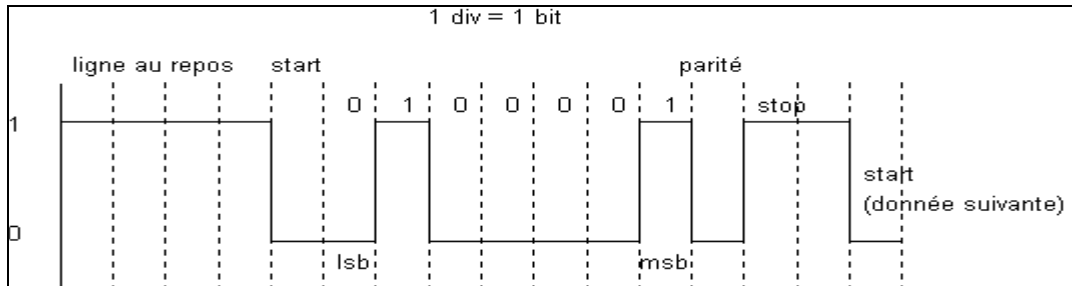 1 div = 1 bit
ligne au repos start parité
0 1 0 0 0 0 1 stop
1
start
(donnée suivante)
0
lsb msb